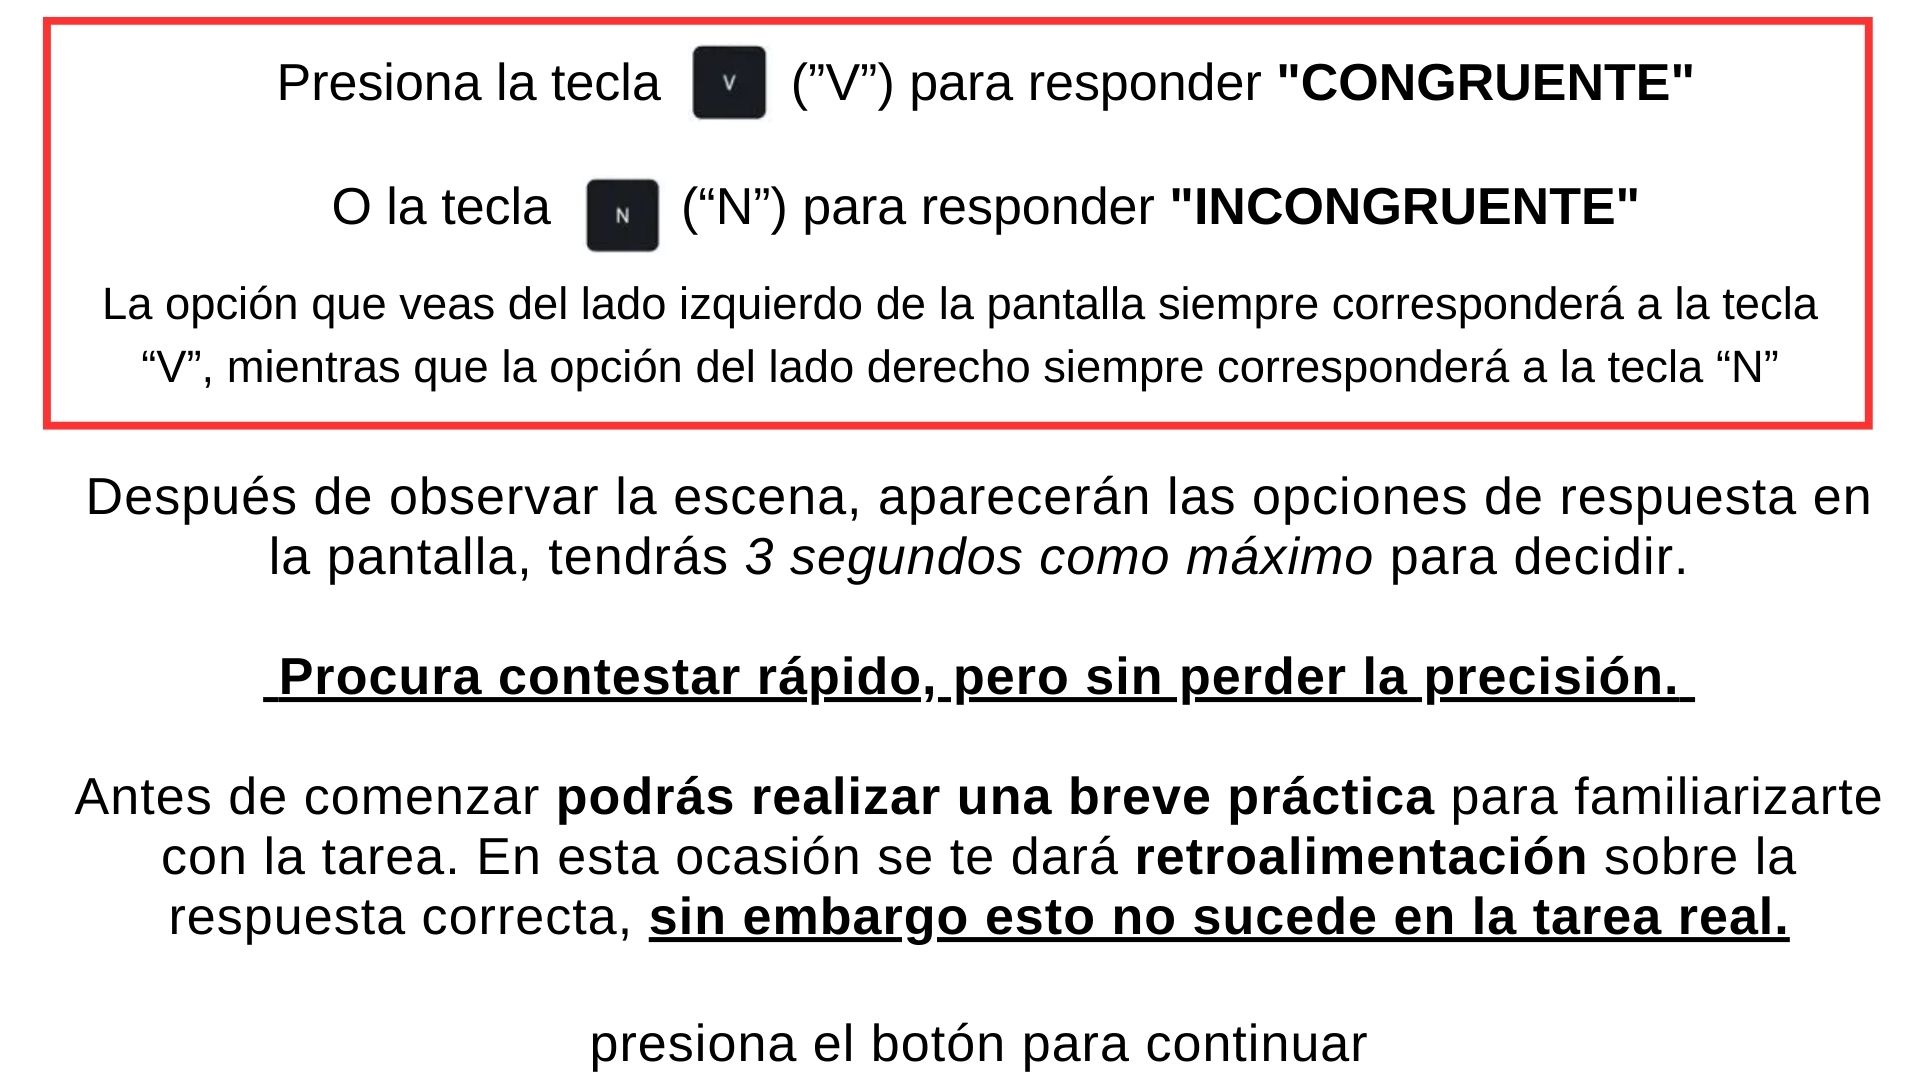 Presiona la tecla V (”V”) para responder "CONGRUENTE"
O la tecla N (“N”) para responder "INCONGRUENTE"
La opción que veas del lado izquierdo de la pantalla siempre corresponderá a la tecla
“V”, mientras que la opción del lado derecho siempre corresponderá a la tecla “N”
Después de observar la escena, aparecerán las opciones de respuesta en
la pantalla, tendrás 3 segundos como máximo para decidir.
Procura contestar rápido, pero sin perder la precisión.
Antes de comenzar podrás realizar una breve práctica para familiarizarte
con la tarea. En esta ocasión se te dará retroalimentación sobre la
respuesta correcta, sin embargo esto no sucede en la tarea real.
presiona el botón para continuar